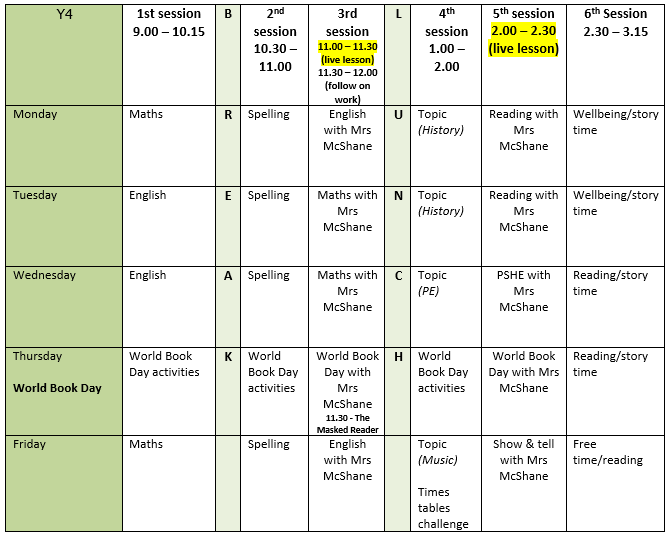 Y4
1st session
9.00 – 10.15
B
2nd
session
10.30 –
11.00
3rd
session
11.00 – 11.30
(live lesson)
11.30 – 12.00
(follow on
work)
L
4th
session
1.00 –
2.00
5th session
2.00 – 2.30
(live lesson)
6th Session
2.30 – 3.15
Monday
Maths
R
Spelling
English
with Mrs
McShane
U
Topic
(History)
Reading with
Mrs
McShane
Wellbeing/story
time
Tuesday
English
E
Spelling
Maths with
Mrs
McShane
N
Topic
(History)
Reading with
Mrs
McShane
Wellbeing/story
time
Wednesday
English
A
Spelling
Maths with
Mrs
McShane
C
Topic
(PE)
PSHE with
Mrs
McShane
Reading/story
time
Thursday
World Book Day
World Book
Day activities
K
World
Book Day
activities
World Book
Day with
Mrs
McShane
11.30 - The
Masked Reader
H
World
Book Day
activities
World Book
Day with Mrs
McShane
Reading/story
time
Friday
Maths
Spelling
English
with Mrs
McShane
Topic
(Music)
Times
tables
challenge
Show & tell
with Mrs
McShane
Free
time/reading